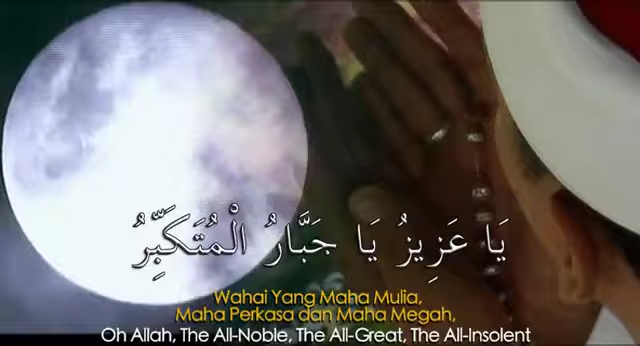 يَا عَزِيزُ يَا جَبَّارُ الْمُتَكَبِّرُ
Wahai Yang Maha Mulia,
Maha Perkasa dan Maha Megah,
Oh Allah, The All-Noble, The All-Great, The All-Insolent